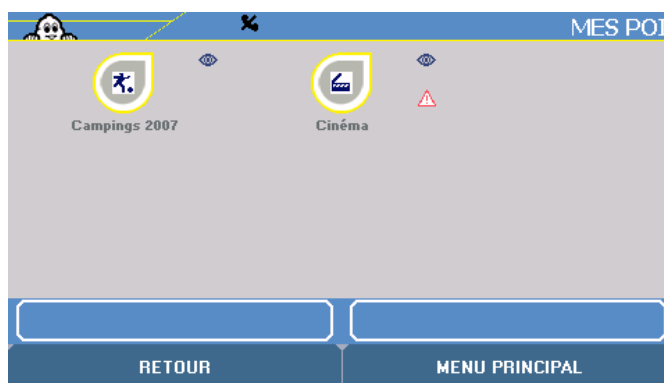 MES POI
Campings 2007
Cinéma
RETOUR
MENU PRINCIPAL